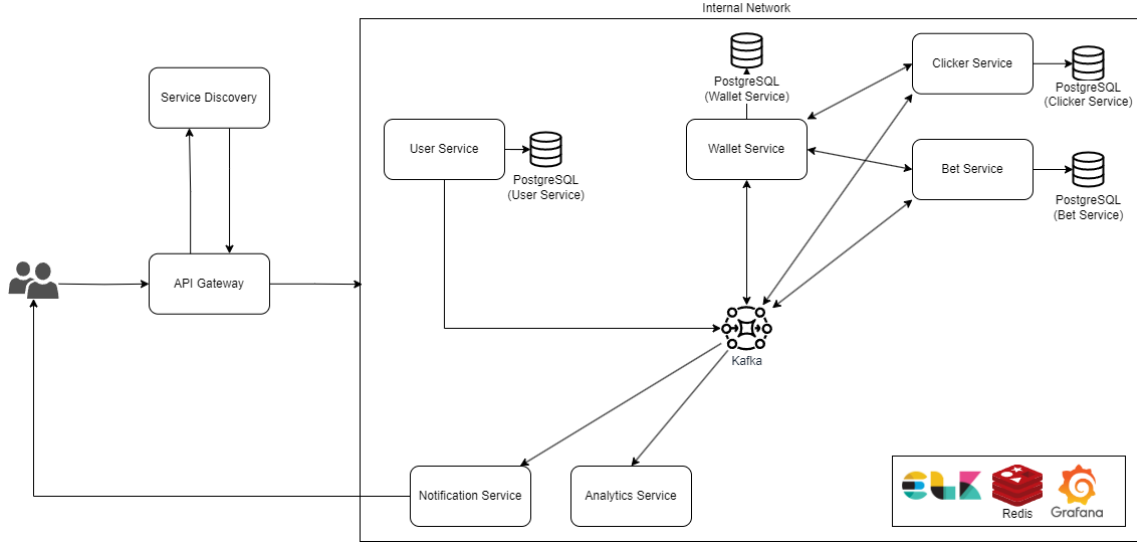 Internal Network
Service Discovery
API Gateway
User Service
PostgreSQL
(User Service)
PostgreSQL
(Wallet Service)
Wallet Service
Clicker Service
PostgreSQL
(Clicker Service)
Bet Service
PostgreSQL
(Bet Service)
Kafka
Notification Service
Analytics Service
elk
Redis
Grafana